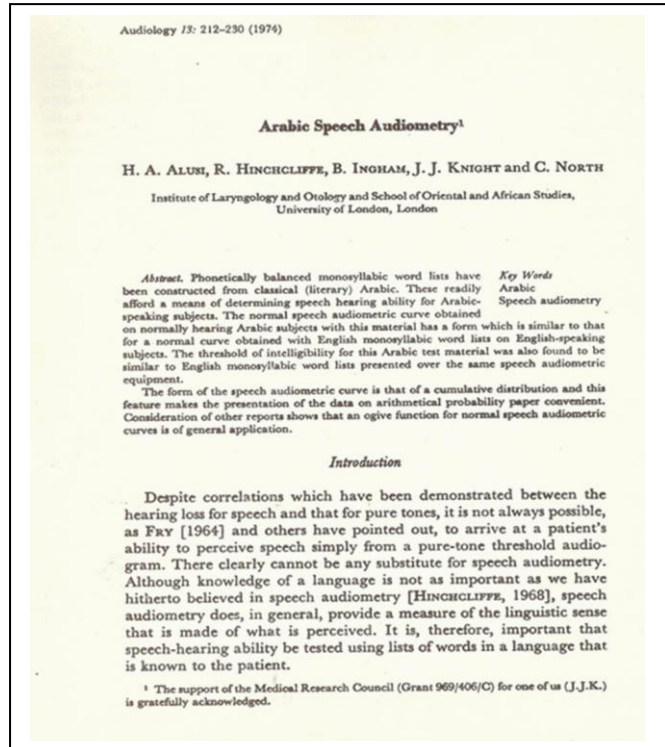 Audiology 13: 212–230 (1974)
Arabic Speech Audiometry¹
H. A. ALUSI, R. HINCHCLIFFE, B. INGHAM, J. J. KNIGHT and C. NORTH
Institute of Laryngology and Otology and School of Oriental and African Studies,
University of London, London
Abstract. Phonetically balanced monosyllabic word lists have
been constructed from classical (literary) Arabic. These readily
afford a means of determining speech hearing ability for Arabic-
speaking subjects. The normal speech audiometric curve obtained
on normally hearing Arabic subjects with this material has a form which is similar to that
for a normal curve obtained with English monosyllabic word lists on English-speaking
subjects. The threshold of intelligibility for this Arabic test material was also found to be
similar to English monosyllabic word lists presented over the same speech audiometric
equipment.
The form of the speech audiometric curve is that of a cumulative distribution and this
feature makes the presentation of the data on arithmetical probability paper convenient.
Consideration of other reports shows that an ogive function for normal speech audiometric
curves is of general application.
Key Words
Arabic
Speech audiometry
Introduction
Despite correlations which have been demonstrated between the
hearing loss for speech and that for pure tones, it is not always possible,
as FRY [1964] and others have pointed out, to arrive at a patient's
ability to perceive speech simply from a pure-tone threshold audio-
gram. There clearly cannot be any substitute for speech audiometry.
Although knowledge of a language is not as important as we have
hitherto believed in speech audiometry [HINCHCLIFFE, 1968], speech
audiometry does, in general, provide a measure of the linguistic sense
that is made of what is perceived. It is, therefore, important that
speech-hearing ability be tested using lists of words in a language that
is known to the patient.
¹ The support of the Medical Research Council (Grant 969/406/C) for one of us (J.J.K.)
is gratefully acknowledged.